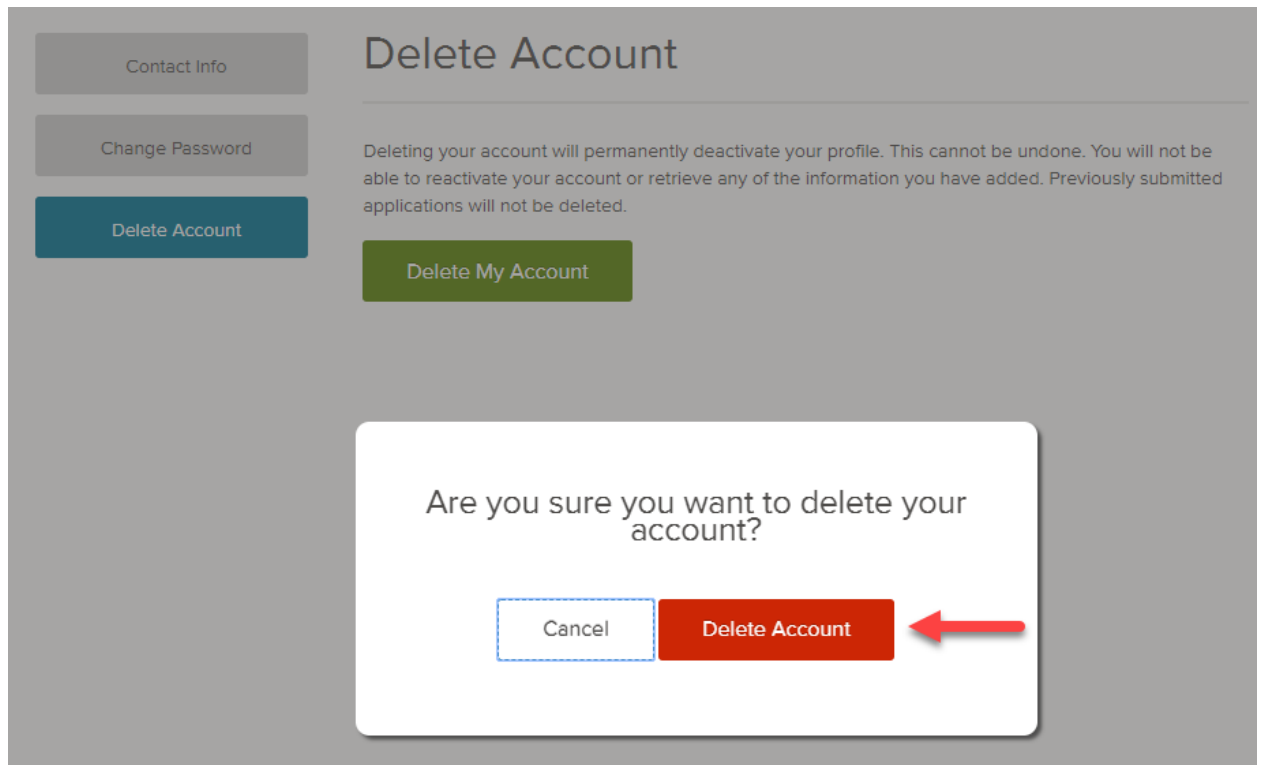 Contact Info
Change Password
Delete Account
Delete Account
Deleting your account will permanently deactivate your profile. This cannot be undone. You will not be
able to reactivate your account or retrieve any of the information you have added. Previously submitted
applications will not be deleted.
Delete My Account
Are you sure you want to delete your
account?
Cancel
Delete Account